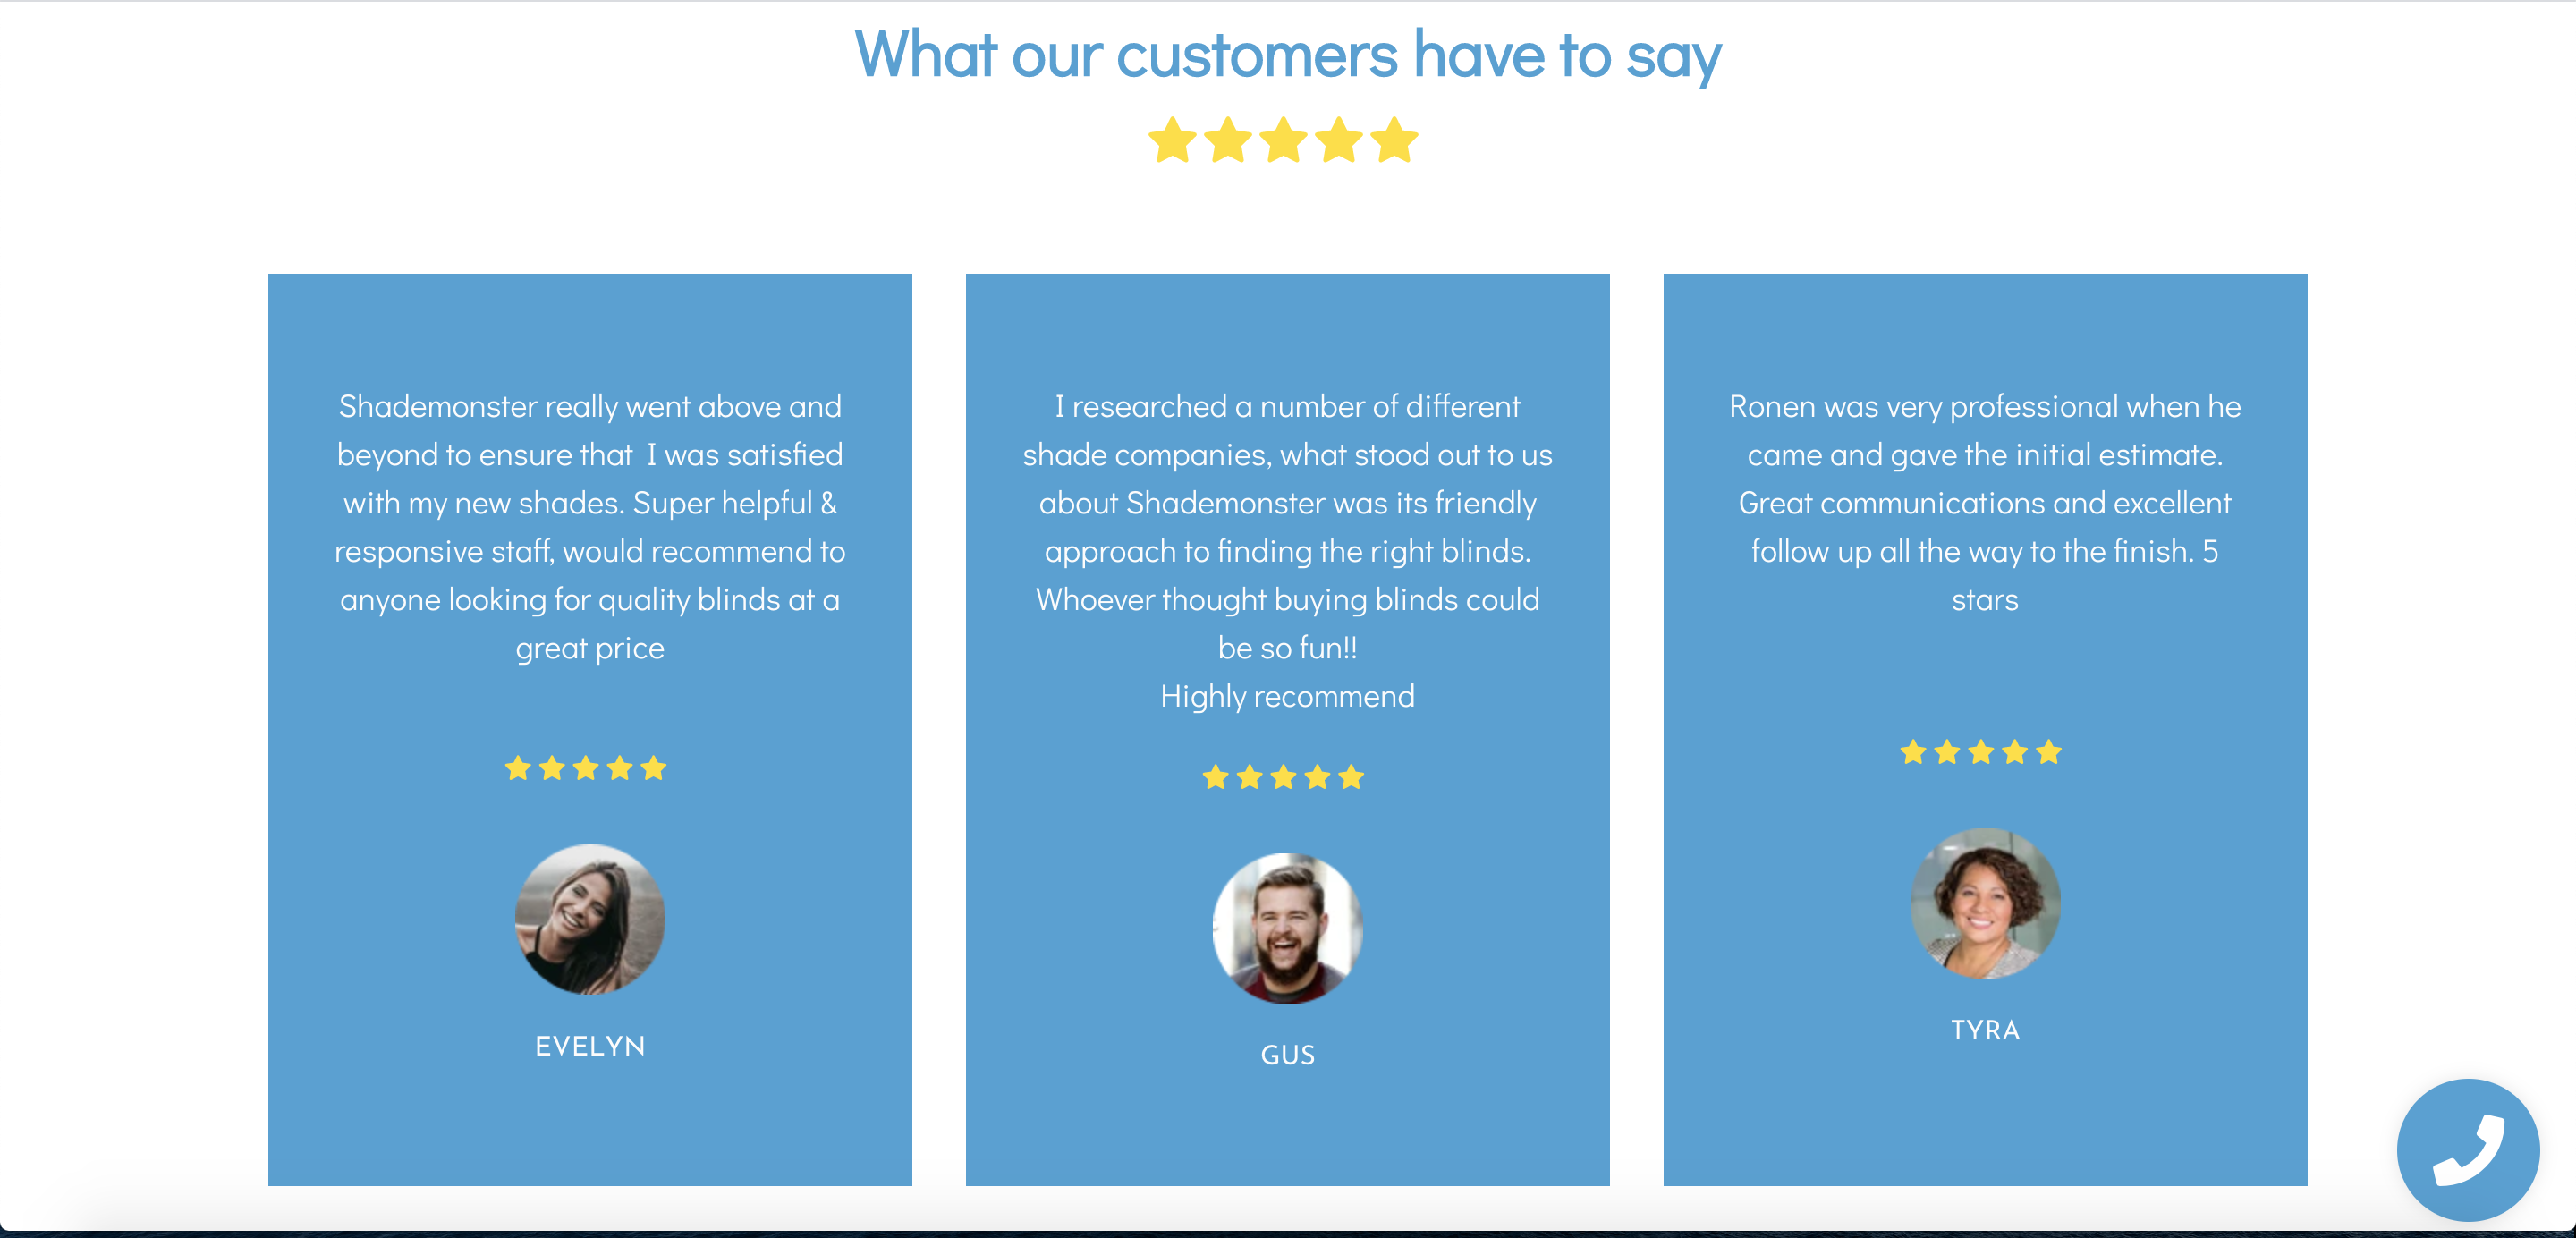 What our customers have to say
Shademonster really went above and
beyond to ensure that  I was satisfied
with my new shades. Super helpful &
responsive staff, would recommend to
anyone looking for quality blinds at a
great price
EVELYN
I researched a number of different
shade companies, what stood out to us
about Shademonster was its friendly
approach to finding the right blinds.
Whoever thought buying blinds could
be so fun!!
Highly recommend
GUS
Ronen was very professional when he
came and gave the initial estimate.
Great communications and excellent
follow up all the way to the finish. 5
stars
TYRA